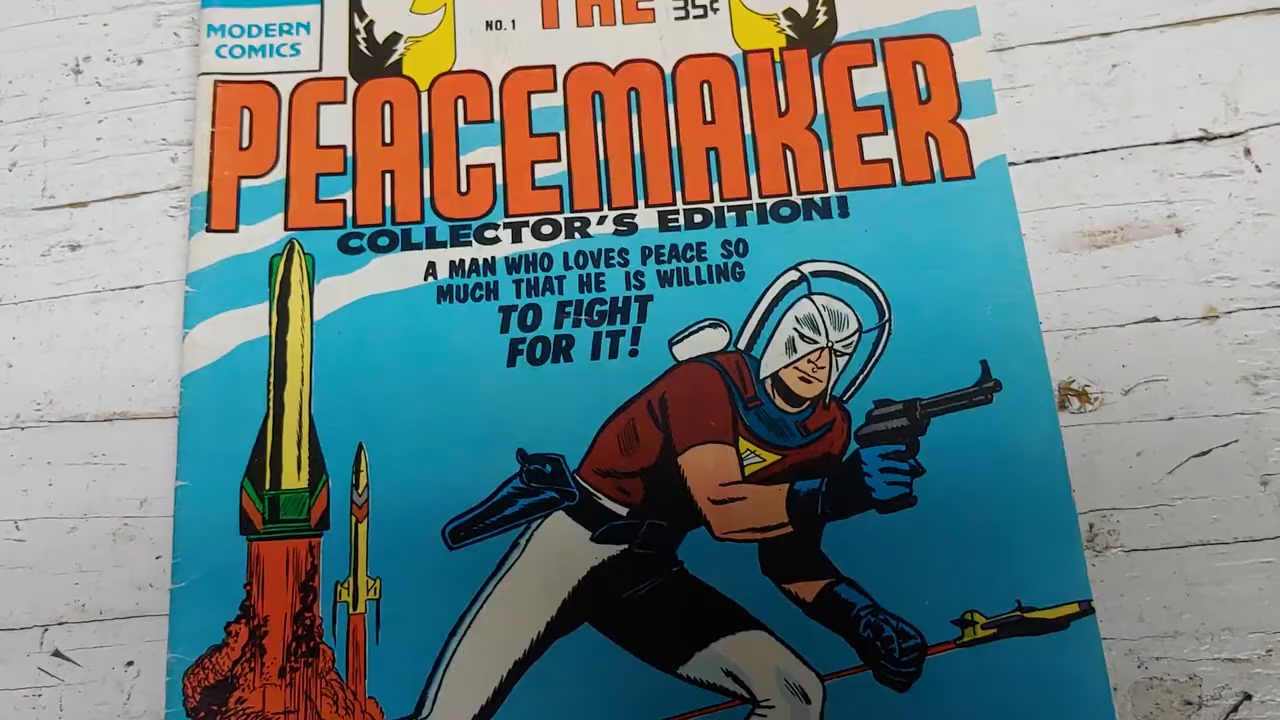 MODERN
COMICS
NO. 1
THE
35¢
PEACEMAKER
COLLECTOR'S EDITION!
A MAN WHO LOVES PEACE SO
MUCH THAT HE IS WILLING
TO FIGHT
FOR IT!